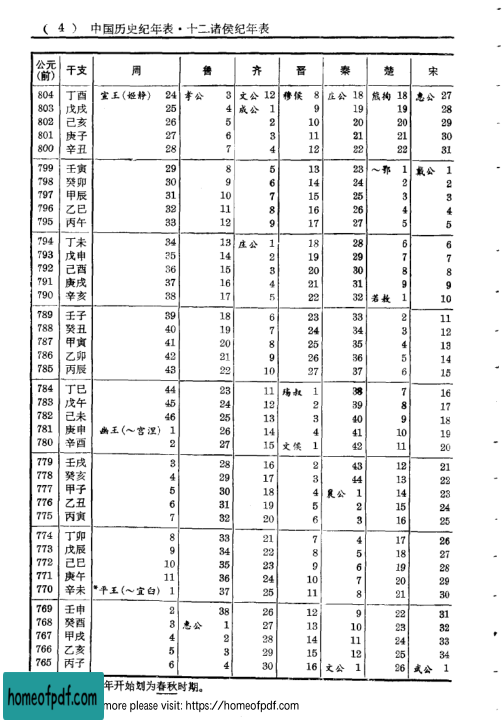 ( 4 ) 中国历史纪年表·十二诸侯纪年表
公元(前) 干支 周 鲁 齐 晋 秦 楚 宋
804 丁酉 宣王(姬静) 24 孝公 3 文公 12 穆侯 8 庄公 18 熊徇 18 惠公 27
803 戊戌 25 4 成公 1 9 19 19 28
802 己亥 26 5 2 10 20 20 29
801 庚子 27 6 3 11 21 21 30
800 辛丑 28 7 4 12 22 22 31
799 壬寅 29 8 5 13 23 ~鄂 1 戴公 1
798 癸卯 30 9 6 14 24 2 2
797 甲辰 31 10 7 15 25 3 3
796 乙巳 32 11 8 16 26 4 4
795 丙午 33 12 9 17 27 5 5
794 丁未 34 13 庄公 1 18 28 6 6
793 戊申 35 14 2 19 29 7 7
792 己酉 36 15 3 20 30 8 8
791 庚戌 37 16 4 21 31 9 9
790 辛亥 38 17 5 22 32 若敖 1 10
789 壬子 39 18 6 23 33 2 11
788 癸丑 40 19 7 24 34 3 12
787 甲寅 41 20 8 25 35 4 13
786 乙卯 42 21 9 26 36 5 14
785 丙辰 43 22 10 27 37 6 15
784 丁巳 44 23 11 殇叔 1 38 7 16
783 戊午 45 24 12 2 39 8 17
782 己未 46 25 13 3 40 9 18
781 庚申 幽王(~宫湼) 1 26 14 4 41 10 19
780 辛酉 2 27 15 文侯 1 42 11 20
779 壬戌 3 28 16 2 43 12 21
778 癸亥 4 29 17 3 44 13 22
777 甲子 5 30 18 4 襄公 1 14 23
776 乙丑 6 31 19 5 2 15 24
775 丙寅 7 32 20 6 3 16 25
774 丁卯 8 33 21 7 4 17 26
773 戊辰 9 34 22 8 5 18 27
772 己巳 10 35 23 9 6 19 28
771 庚午 11 36 24 10 7 20 29
770 辛未 *平王(~宜臼) 1 37 25 11 8 21 30
769 壬申 2 38 26 12 9 22 31
768 癸酉 3 惠公 1 27 13 10 23 32
767 甲戌 4 2 28 14 11 24 33
766 乙亥 5 3 29 15 12 25 34
765 丙子 6 4 30 16 文公 1 26 武公 1
年开始划为春秋时期。
homeofpdf.com
more please visit: https://homeofpdf.com